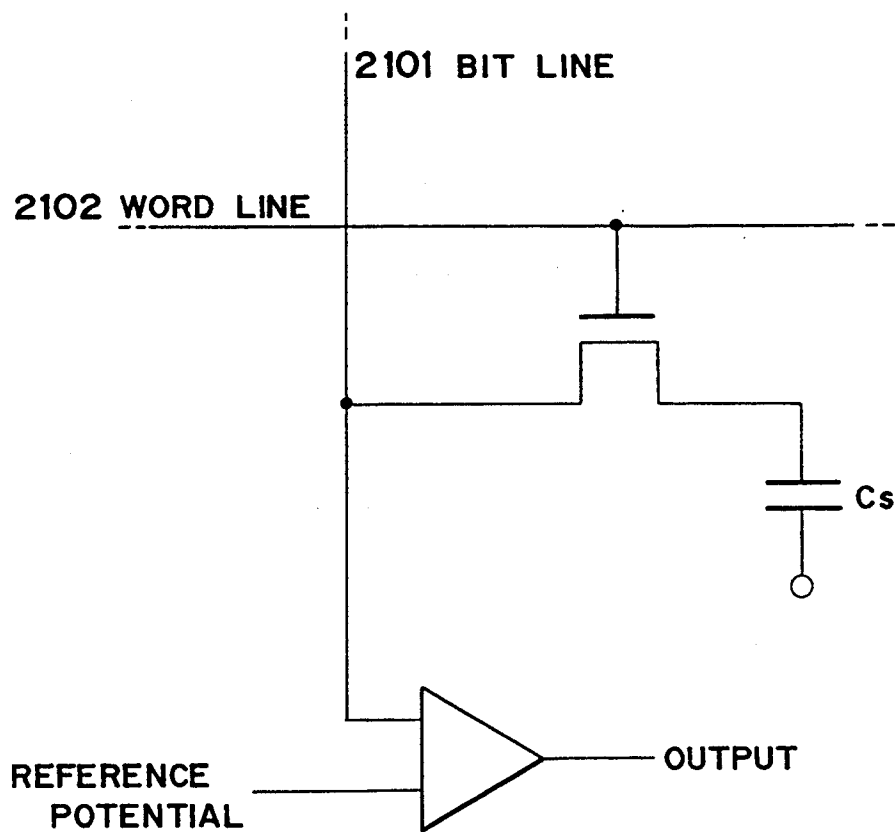 2101 BIT LINE
2102 WORD LINE
Cs
OUTPUT
REFERENCE
POTENTIAL